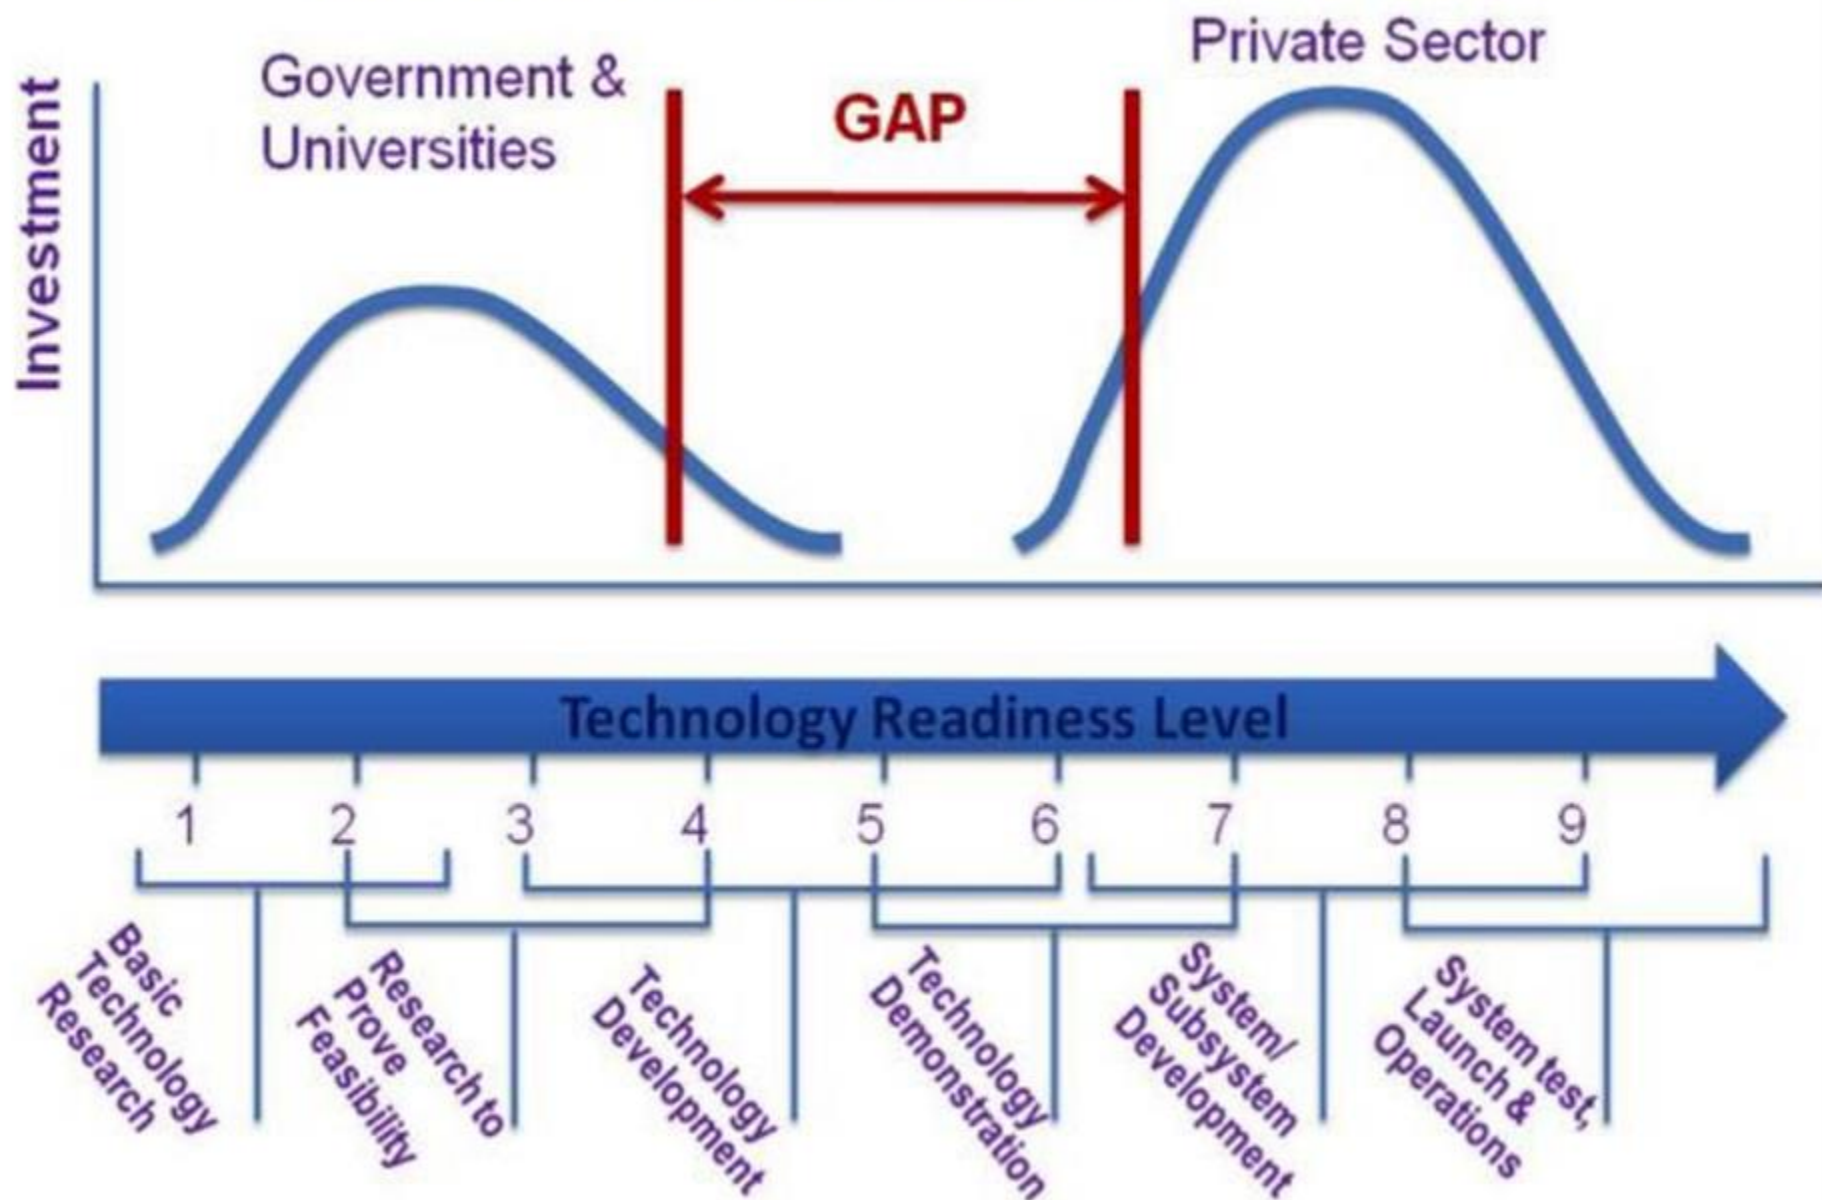 Private Sector
Government &
Universities
GAP
Investment
Technology Readiness Level
1 2 3 4 5 6 7 8 9
Basic
Technology
Research
Research to
Prove
Feasibility
Technology
Development
Technology
Demonstration
System/
Subsystem
Development
System test,
Launch &
Operations